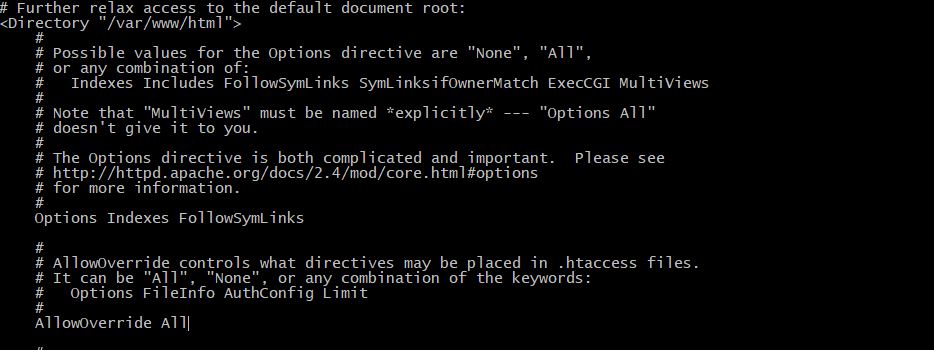 # Further relax access to the default document root:
<Directory "/var/www/html">
    #
    # Possible values for the Options directive are "None", "All",
    # or any combination of:
    #   Indexes Includes FollowSymLinks SymLinksifOwnerMatch ExecCGI MultiViews
    #
    # Note that "MultiViews" must be named *explicitly* --- "Options All"
    # doesn't give it to you.
    #
    # The Options directive is both complicated and important.  Please see
    # http://httpd.apache.org/docs/2.4/mod/core.html#options
    # for more information.
    #
    Options Indexes FollowSymLinks

    #
    # AllowOverride controls what directives may be placed in .htaccess files.
    # It can be "All", "None", or any combination of the keywords:
    #   Options FileInfo AuthConfig Limit
    #
    AllowOverride All

    #